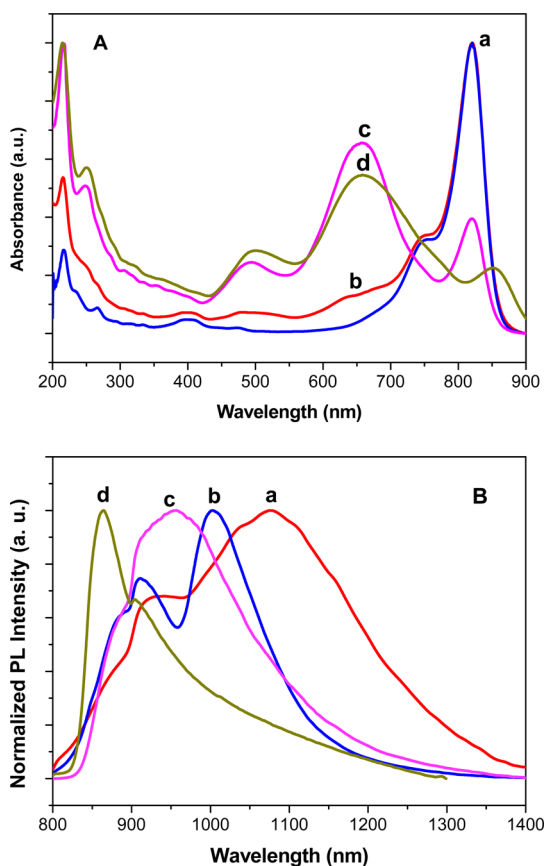 A
a
c
d
b
Absorbance (a.u.)
200 300 400 500 600 700 800 900
Wavelength (nm)
d c b a B
Normalized PL Intensity (a. u.)
800 900 1000 1100 1200 1300 1400
Wavelength (nm)